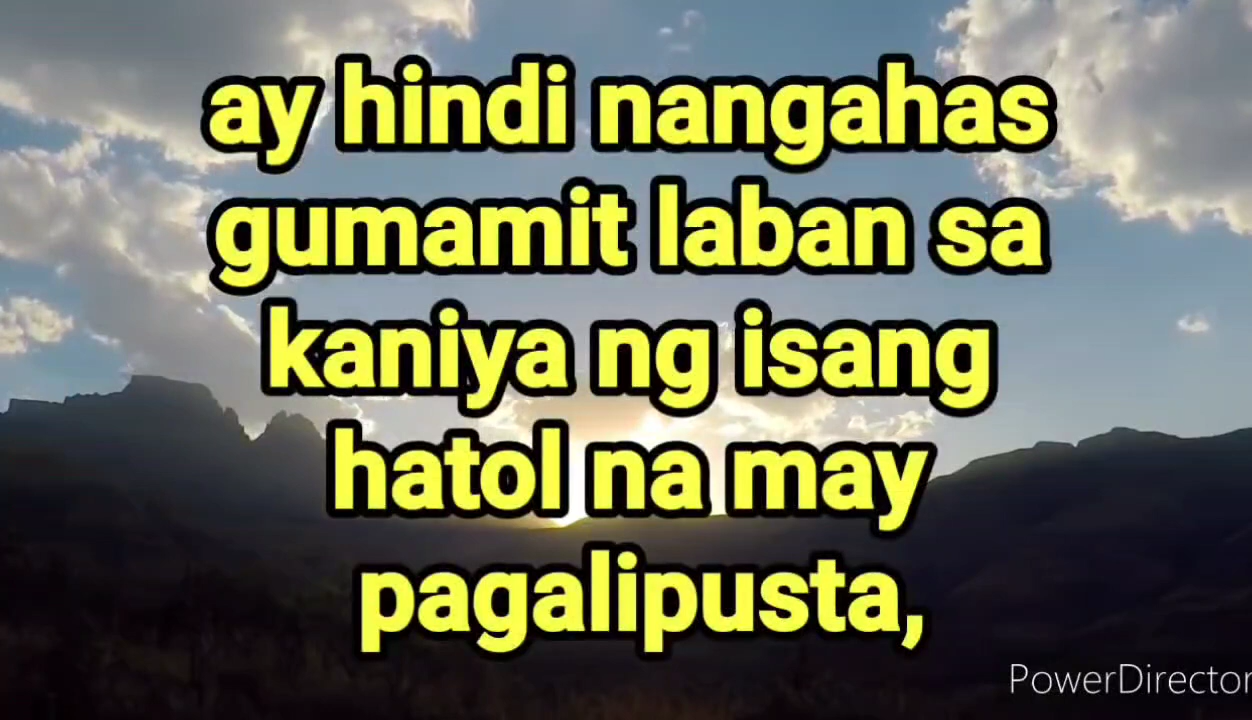 ay hindi nangahas
gumamit laban sa
kaniya ng isang
hatol na may
pagalipusta,
PowerDirector